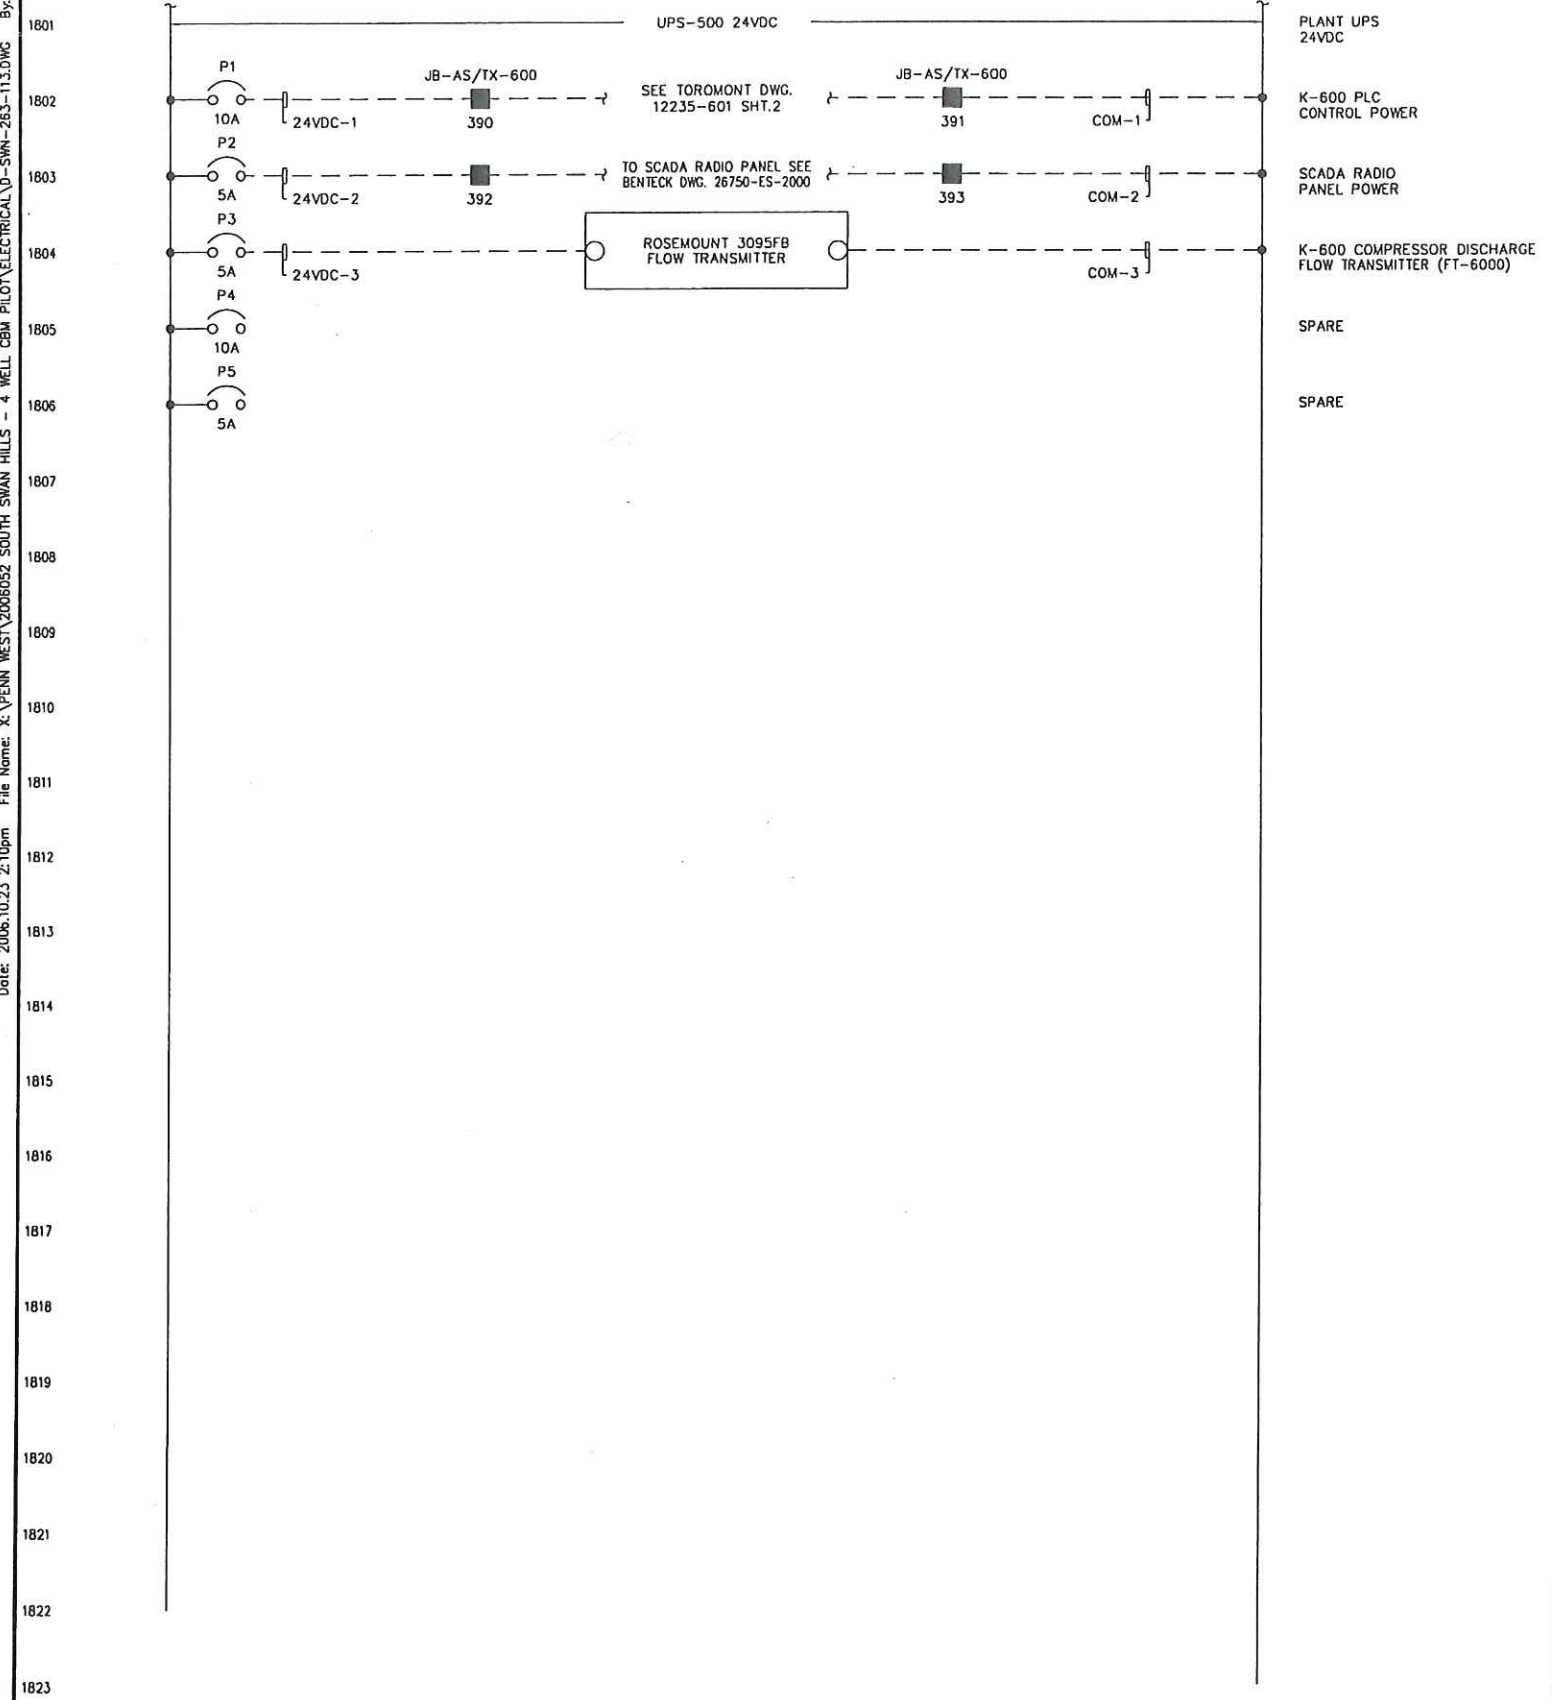 1801
UPS-500 24VDC
PLANT UPS
24VDC
P1
JB-AS/TX-600
SEE TOROMONT DWG.
12235-601 SHT.2
JB-AS/TX-600
1802
10A
24VDC-1
390
391
COM-1
K-600 PLC
CONTROL POWER
P2
TO SCADA RADIO PANEL SEE
BENTECK DWG. 26750-ES-2000
1803
5A
24VDC-2
392
393
COM-2
SCADA RADIO
PANEL POWER
P3
ROSEMOUNT 3095FB
FLOW TRANSMITTER
1804
5A
24VDC-3
COM-3
K-600 COMPRESSOR DISCHARGE
FLOW TRANSMITTER (FT-6000)
P4
1805
10A
SPARE
P5
1806
5A
SPARE
1807
1808
1809
1810
1811
1812
1813
1814
1815
1816
1817
1818
1819
1820
1821
1822
1823
Date: 2006.10.23 2:10pm File Name: X:\PENN WEST\2006052 SOUTH SWAN HILLS - 4 WELL CBM PILOT\ELECTRICAL\D-SWN-263-113.DWG By: